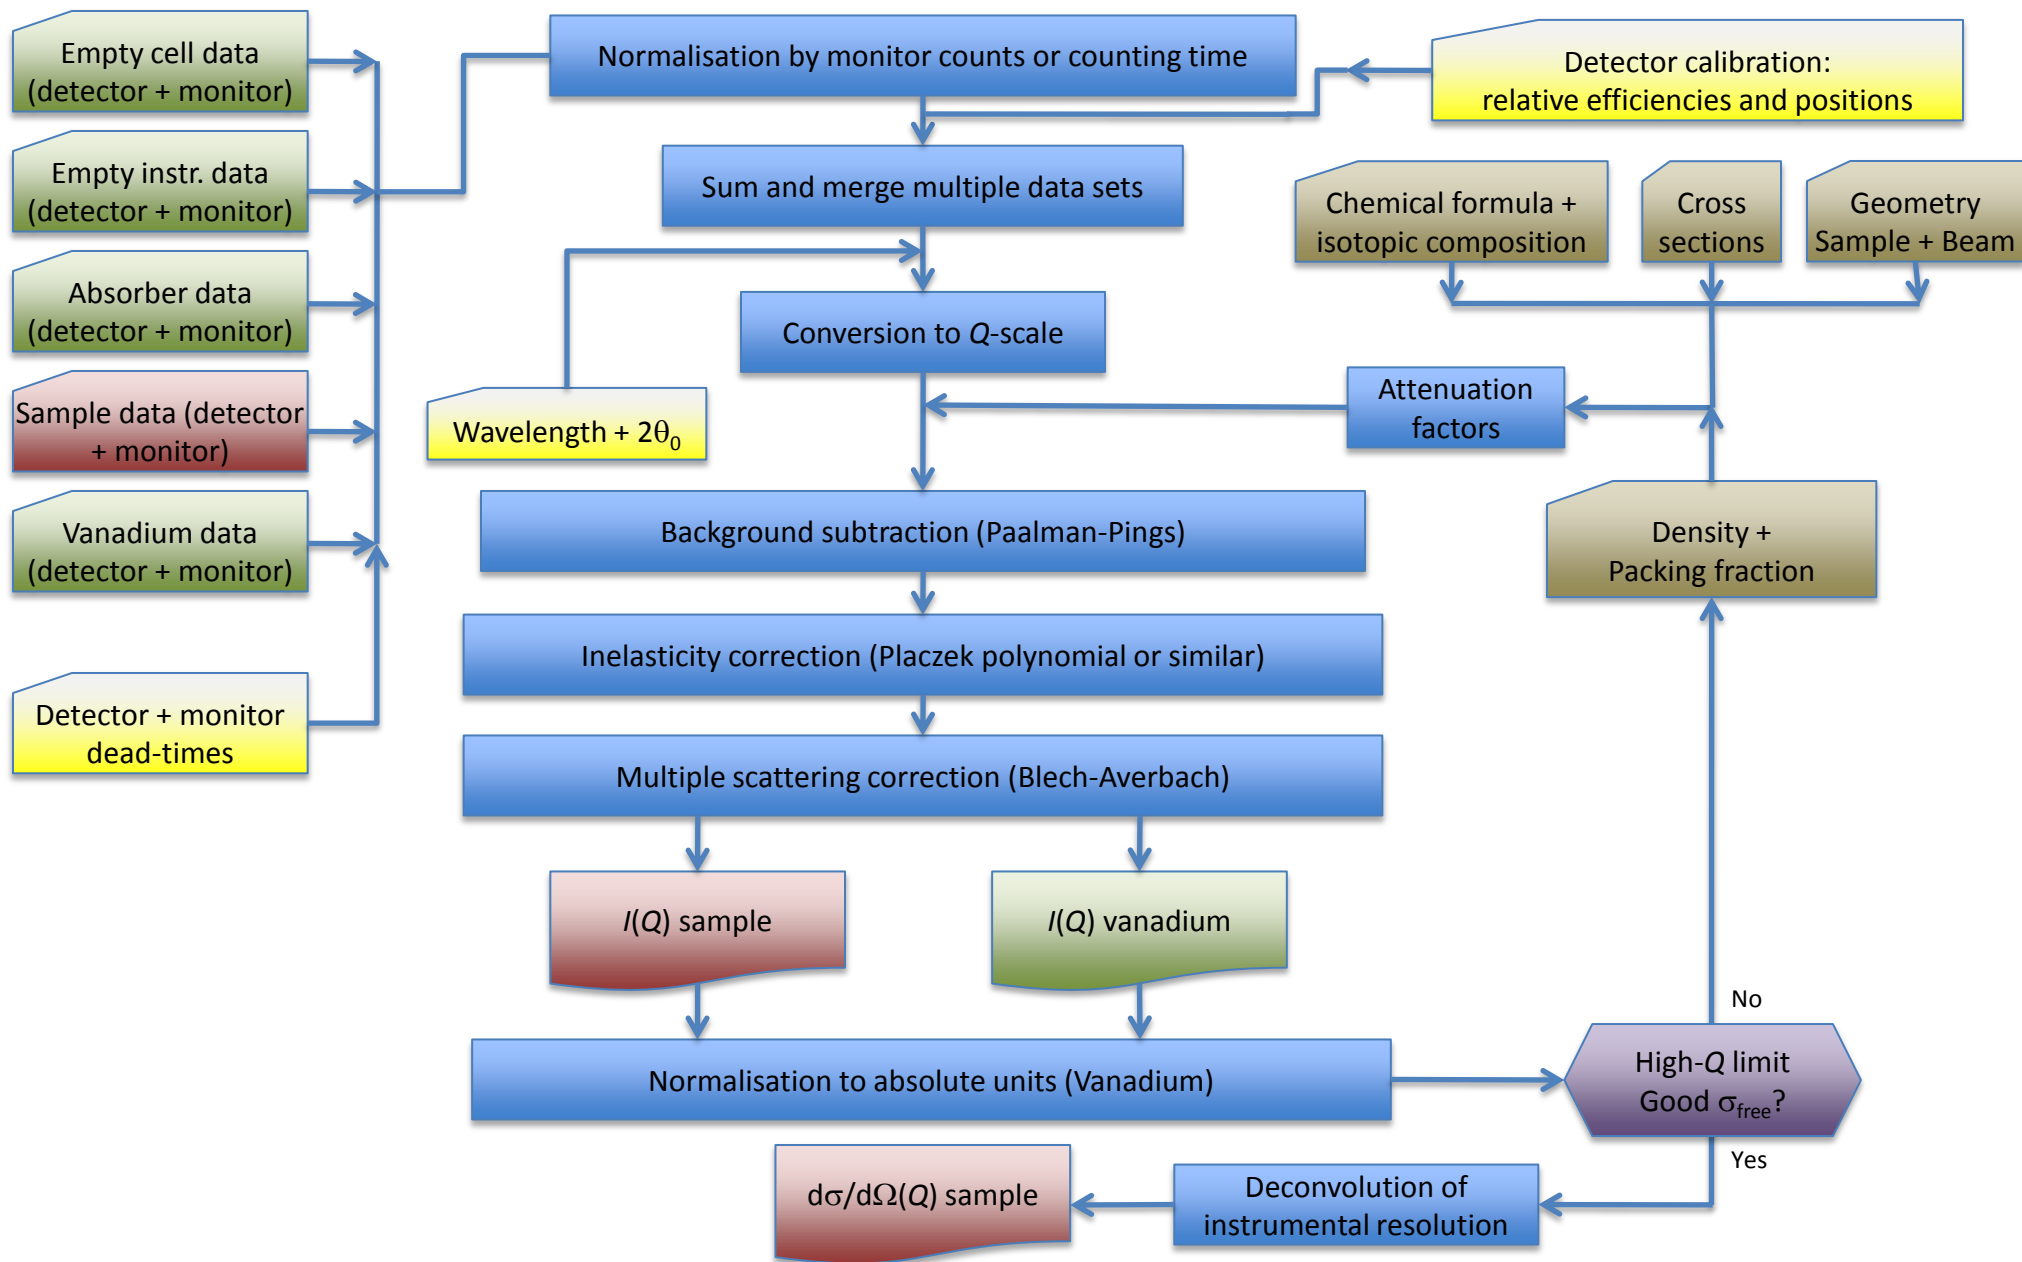 Empty cell data
(detector + monitor)
Empty instr. data
(detector + monitor)
Absorber data
(detector + monitor)
Sample data (detector
+ monitor)
Vanadium data
(detector + monitor)
Detector + monitor
dead-times
Normalisation by monitor counts or counting time
Detector calibration:
relative efficiencies and positions
Sum and merge multiple data sets
Chemical formula +
isotopic composition
Cross
sections
Geometry
Sample + Beam
Conversion to Q-scale
Wavelength + 2θ₀
Attenuation
factors
Background subtraction (Paalman-Pings)
Density +
Packing fraction
Inelasticity correction (Placzek polynomial or similar)
Multiple scattering correction (Blech-Averbach)
I(Q) sample
I(Q) vanadium
Normalisation to absolute units (Vanadium)
No
High-Q limit
Good σfree?
Yes
Deconvolution of
instrumental resolution
dσ/dΩ(Q) sample